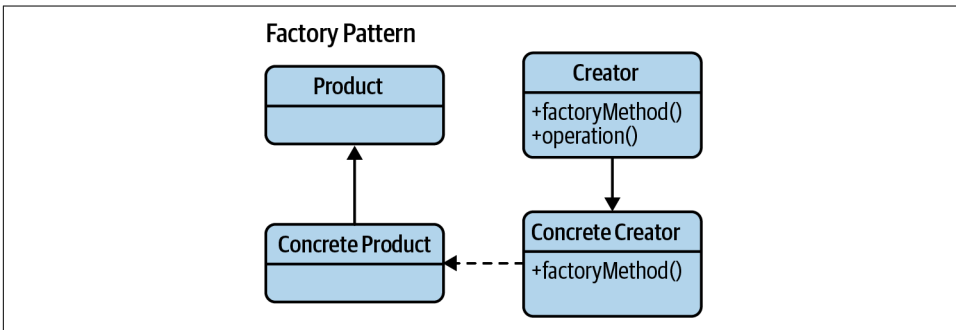 Factory Pattern
Product
Creator
+factoryMethod()
+operation()
Concrete Product
Concrete Creator
+factoryMethod()